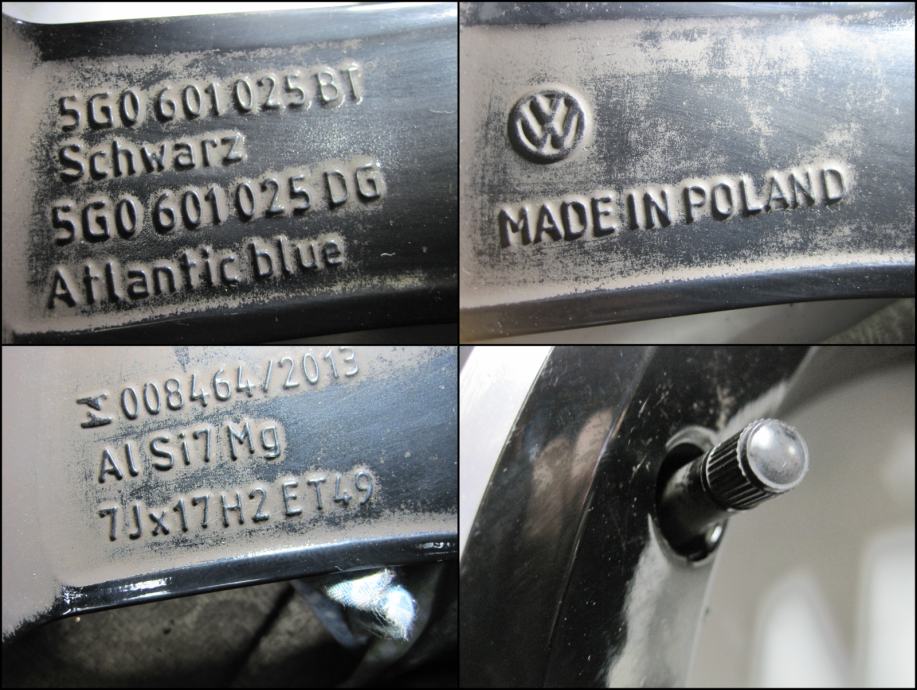 5G0 601 025 BT
Schwarz
5G0 601 025 DG
Atlantic blue
VW
MADE IN POLAND
008464/2013
AlSi7Mg
7Jx17H2 ET49